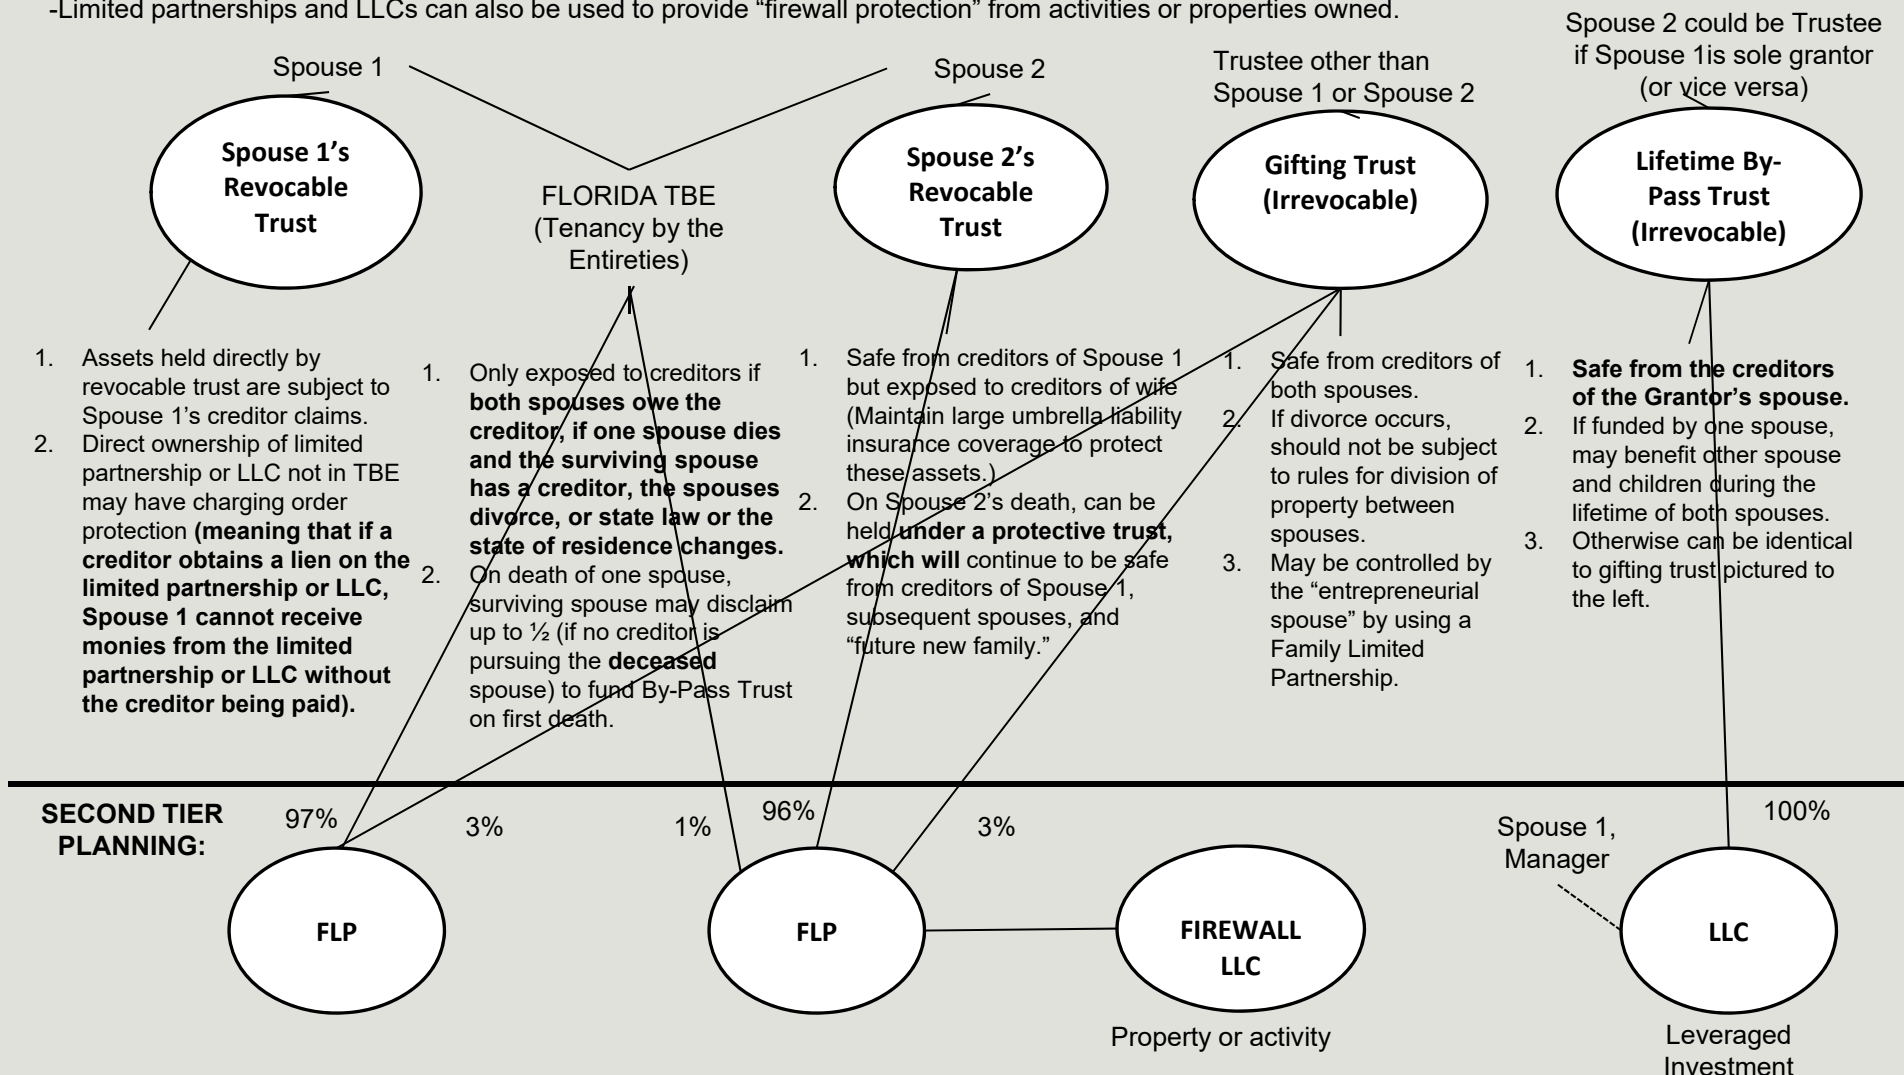 -Limited partnerships and LLCs can also be used to provide “firewall protection” from activities or properties owned.
Spouse 1
Spouse 2
Trustee other than
Spouse 1 or Spouse 2
Spouse 2 could be Trustee
if Spouse 1is sole grantor
(or vice versa)
Spouse 1’s
Revocable
Trust
FLORIDA TBE
(Tenancy by the
Entireties)
Spouse 2’s
Revocable
Trust
Gifting Trust
(Irrevocable)
Lifetime By-
Pass Trust
(Irrevocable)
1. Assets held directly by
revocable trust are subject to
Spouse 1’s creditor claims.
2. Direct ownership of limited
partnership or LLC not in TBE
may have charging order
protection (meaning that if a
creditor obtains a lien on the
limited partnership or LLC,
Spouse 1 cannot receive
monies from the limited
partnership or LLC without
the creditor being paid).
1. Only exposed to creditors if
both spouses owe the
creditor, if one spouse dies
and the surviving spouse
has a creditor, the spouses
divorce, or state law or the
state of residence changes.
2. On death of one spouse,
surviving spouse may disclaim
up to ½ (if no creditor is
pursuing the deceased
spouse) to fund By-Pass Trust
on first death.
1. Safe from creditors of Spouse 1
but exposed to creditors of wife
(Maintain large umbrella liability
insurance coverage to protect
these assets.)
2. On Spouse 2’s death, can be
held under a protective trust,
which will continue to be safe
from creditors of Spouse 1,
subsequent spouses, and
“future new family.”
1. Safe from creditors of
both spouses.
2. If divorce occurs,
should not be subject
to rules for division of
property between
spouses.
3. May be controlled by
the “entrepreneurial
spouse” by using a
Family Limited
Partnership.
1. Safe from the creditors
of the Grantor’s spouse.
2. If funded by one spouse,
may benefit other spouse
and children during the
lifetime of both spouses.
3. Otherwise can be identical
to gifting trust pictured to
the left.
SECOND TIER
PLANNING:
97%
3%
1%
96%
3%
Spouse 1,
Manager
100%
FLP
FLP
FIREWALL
LLC
LLC
Property or activity
Leveraged
Investment